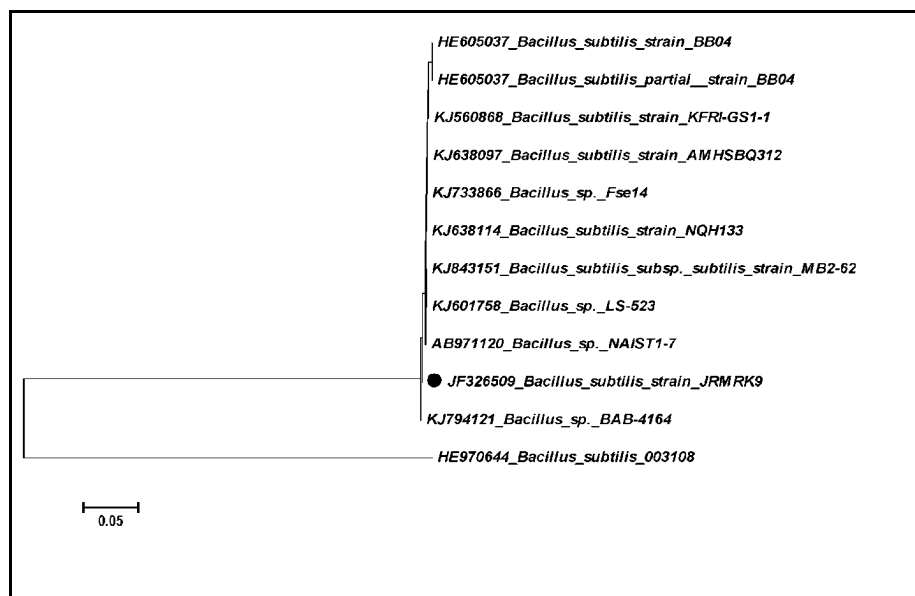 HE605037_Bacillus_subtilis_strain_BB04
HE605037_Bacillus_subtilis_partial__strain_BB04
KJ560868_Bacillus_subtilis_strain_KFRI-GS1-1
KJ638097_Bacillus_subtilis_strain_AMHSBQ312
KJ733866_Bacillus_sp._Fse14
KJ638114_Bacillus_subtilis_strain_NQH133
KJ843151_Bacillus_subtilis_subsp._subtilis_strain_MB2-62
KJ601758_Bacillus_sp._LS-523
AB971120_Bacillus_sp._NAIST1-7
JF326509_Bacillus_subtilis_strain_JRMRK9
KJ794121_Bacillus_sp._BAB-4164
HE970644_Bacillus_subtilis_003108
0.05